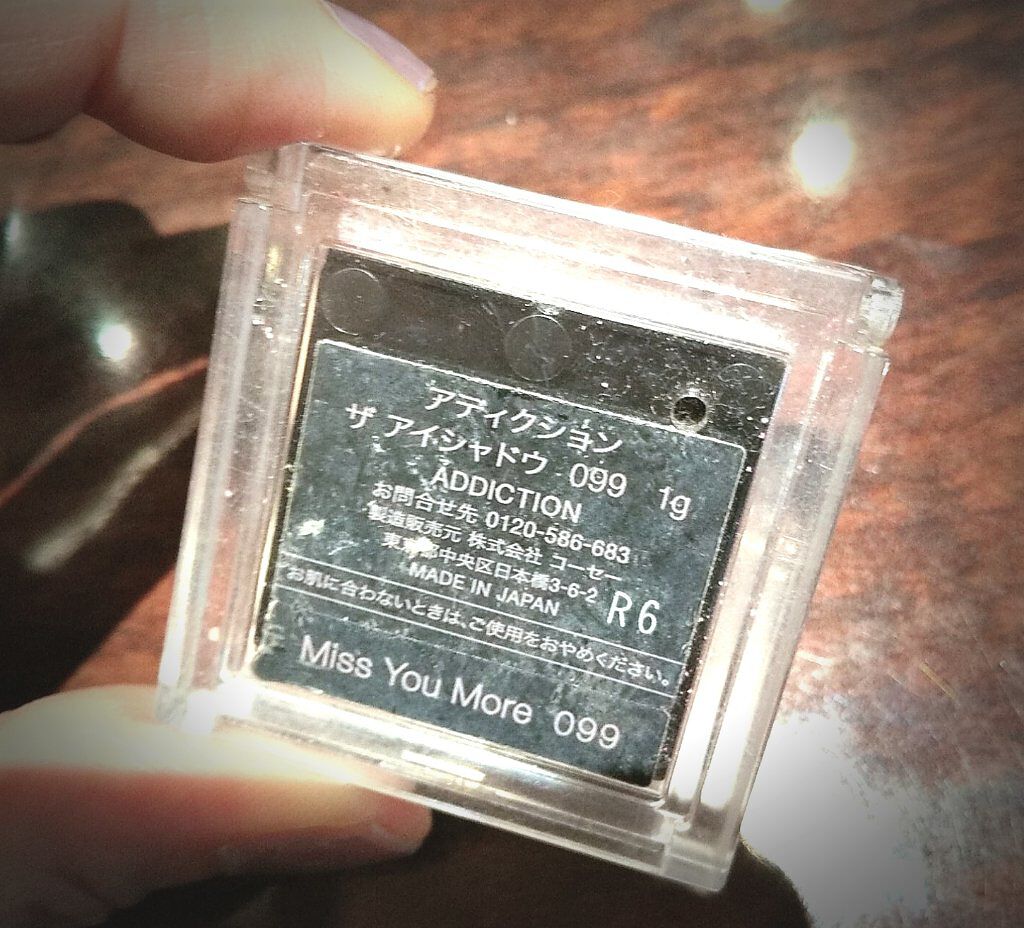 アディクション
ザ アイシャドウ 099 1g
ADDICTION
お問合せ先 0120-586-683
製造販売元 株式会社 コーセー
東京都中央区日本橋3-6-2
MADE IN JAPAN R6
お肌に合わないときは、ご使用をおやめください。
Miss You More 099